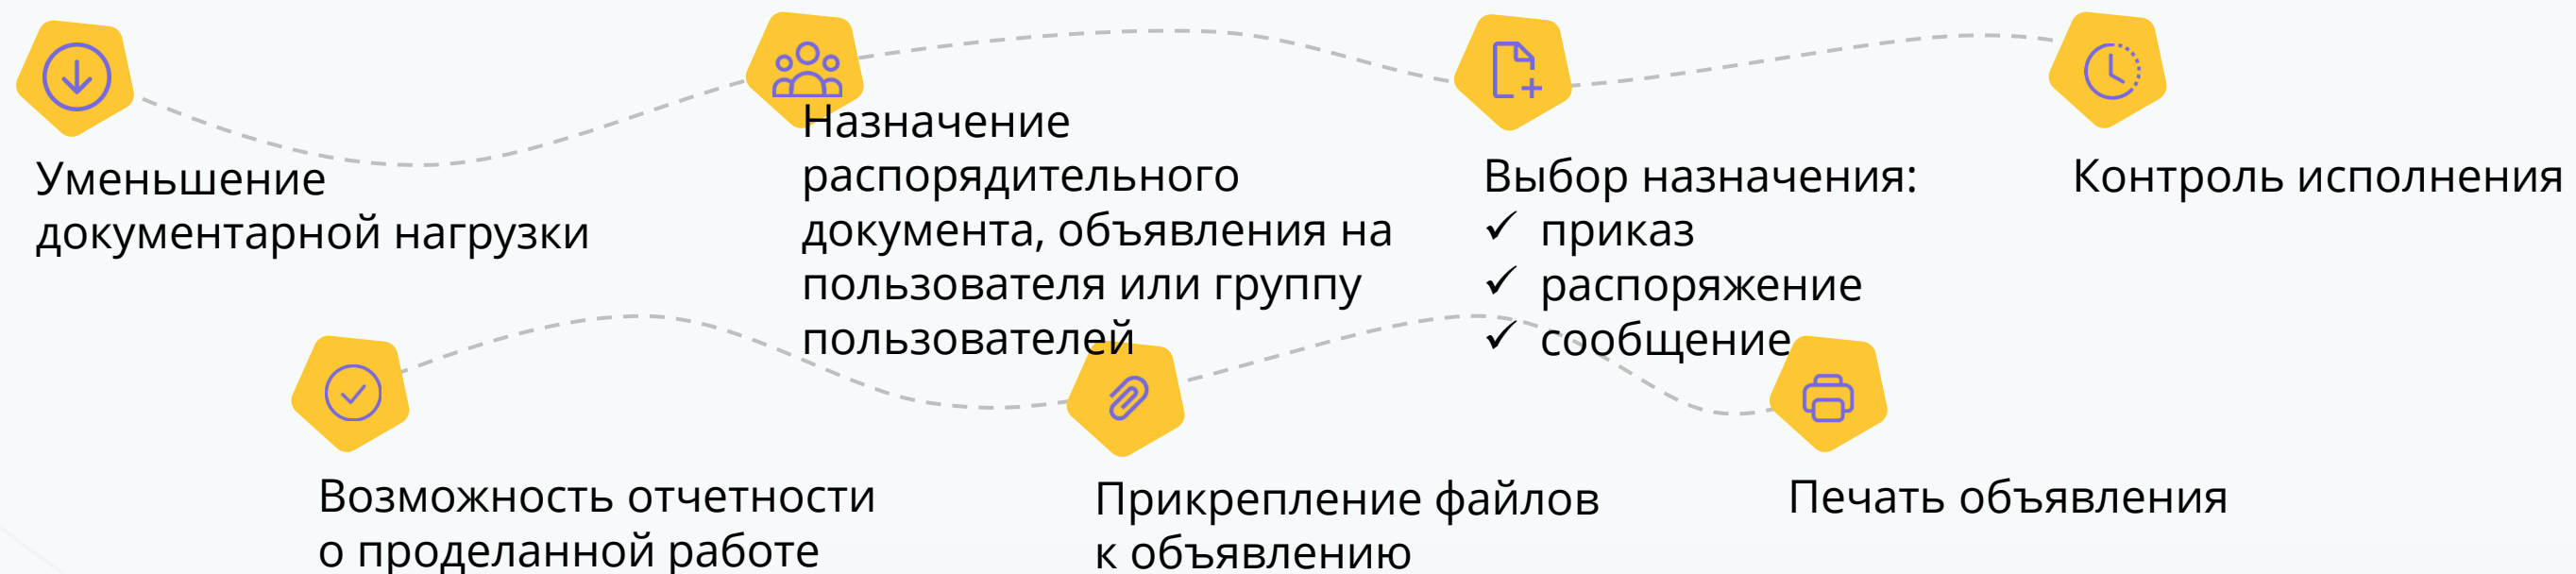 Уменьшение
документарной нагрузки
Назначение
распорядительного
документа, объявления на
пользователя или группу
пользователей
Выбор назначения:
✓ приказ
✓ распоряжение
✓ сообщение
Контроль исполнения
Возможность отчетности
о проделанной работе
Прикрепление файлов
к объявлению
Печать объявления